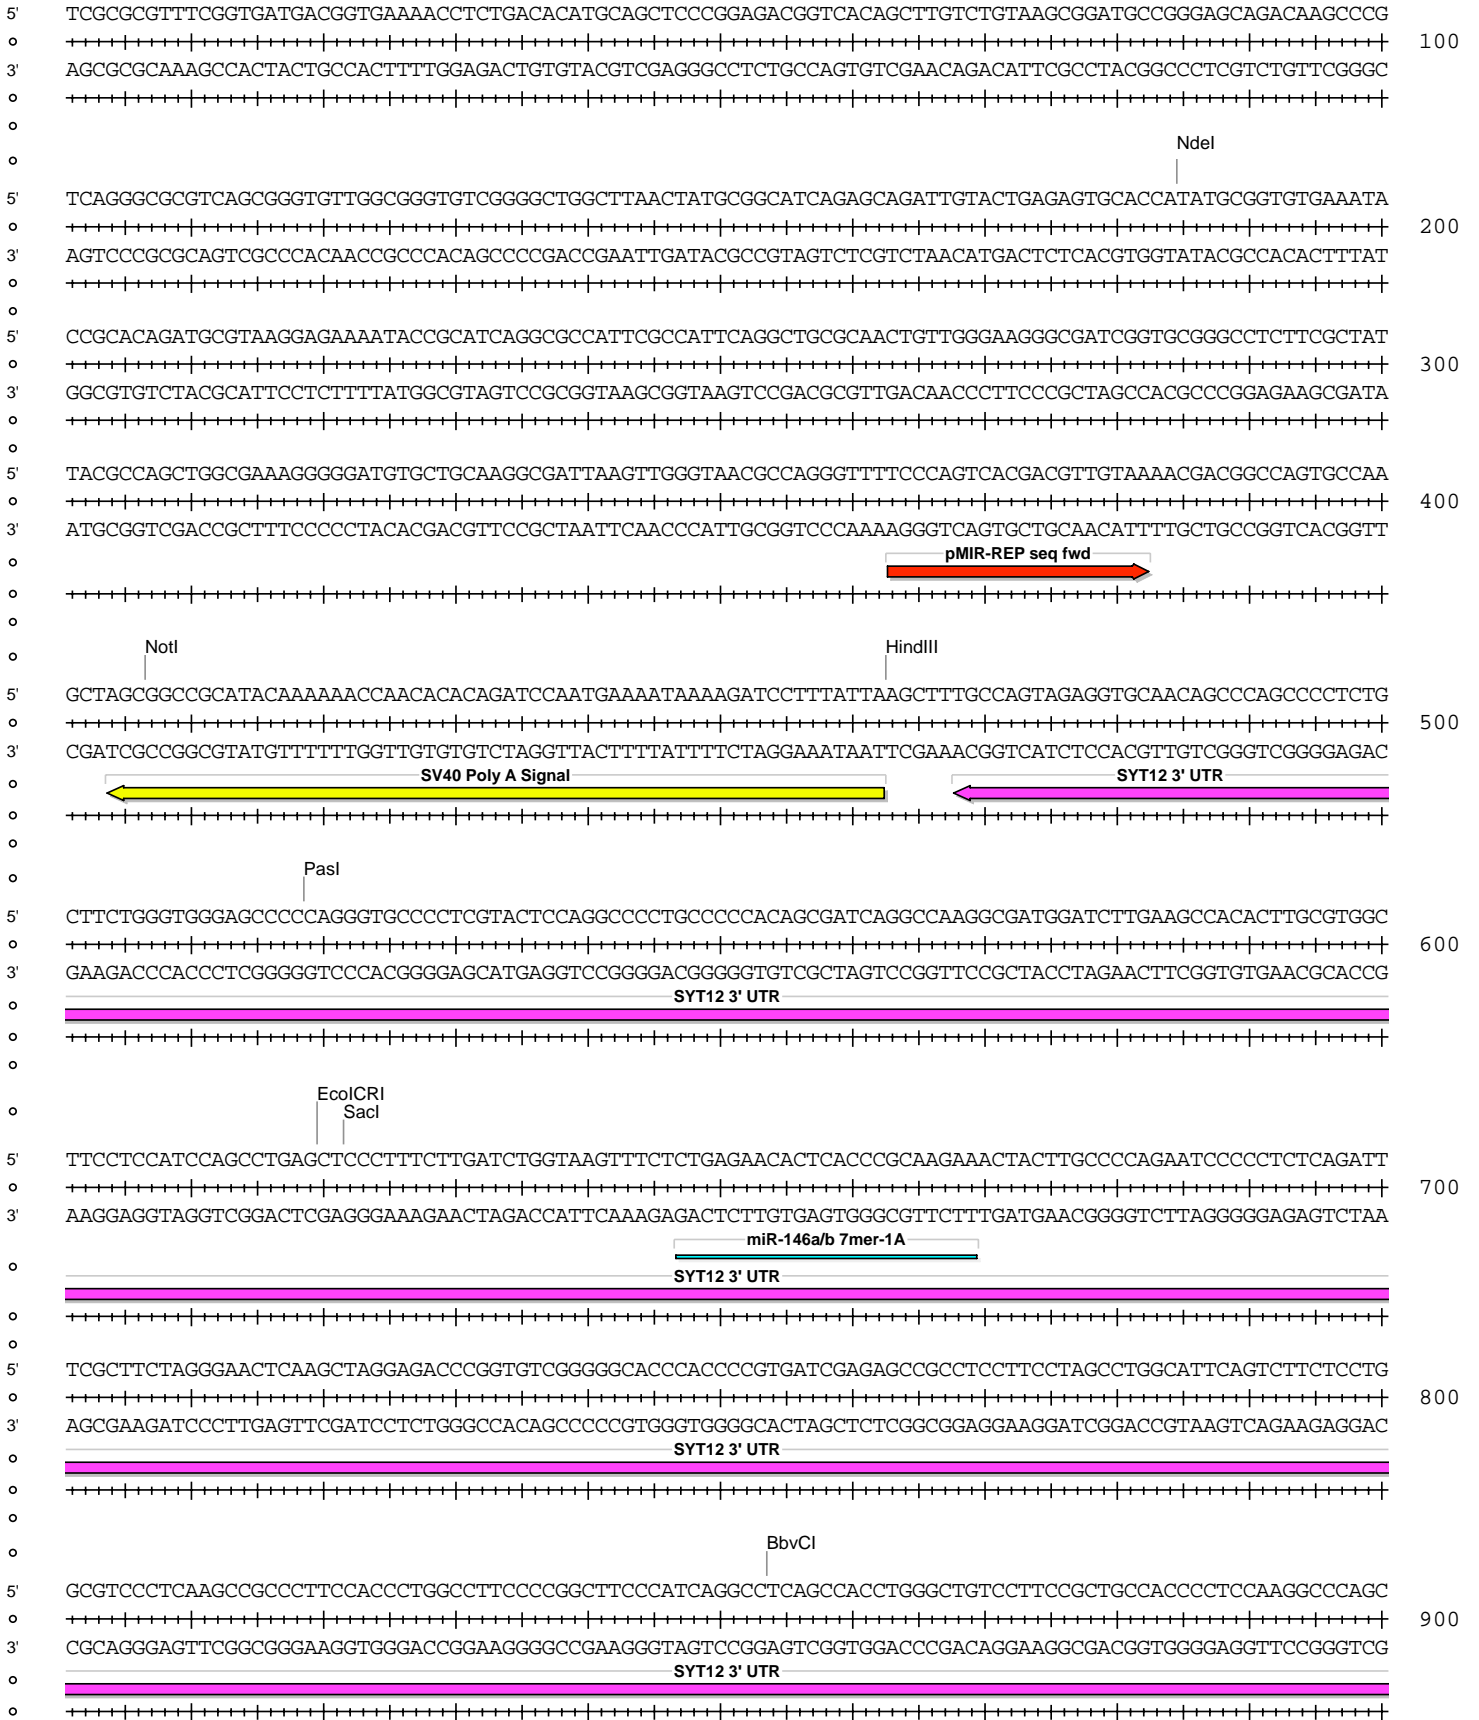 5' TCGCGCGTTTCGGTGATGACGGTGAAAACCTCTGACACATGCAGCTCCCGGAGACGGTCACAGCTTGTCTGTAAGCGGATGCCGGGAGCAGACAAGCCCG
100
3' AGCGCGCAAAGCCACTACTGCCACTTTTGGAGACTGTGTACGTCGAGGGCCTCTGCCAGTGTCGAACAGACATTCGCCTACGGCCCTCGTCTGTTCGGGC
NdeI
5' TCAGGGCGCGTCAGCGGGTGTTGGCGGGTGTCGGGGCTGGCTTAACTATGCGGCATCAGAGCAGATTGTACTGAGAGTGCACCATATGCGGTGTGAAATA
200
3' AGTCCCGCGCAGTCGCCCACAACCGCCCACAGCCCCGACCGAATTGATACGCCGTAGTCTCGTCTAACATGACTCTCACGTGGTATACGCCACACTTTAT
5' CCGCACAGATGCGTAAGGAGAAAATACCGCATCAGGCGCCATTCGCCATTCAGGCTGCGCAACTGTTGGGAAGGGCGATCGGTGCGGGCCTCTTCGCTAT
300
3' GGCGTGTCTACGCATTCCTCTTTTATGGCGTAGTCCGCGGTAAGCGGTAAGTCCGACGCGTTGACAACCCTTCCCGCTAGCCACGCCCGGAGAAGCGATA
5' TACGCCAGCTGGCGAAAGGGGGATGTGCTGCAAGGCGATTAAGTTGGGTAACGCCAGGGTTTTCCCAGTCACGACGTTGTAAAACGACGGCCAGTGCCAA
400
3' ATGCGGTCGACCGCTTTCCCCCTACACGACGTTCCGCTAATTCAACCCATTGCGGTCCCAAAAGGGTCAGTGCTGCAACATTTTGCTGCCGGTCACGGTT
pMIR-REP seq fwd
NotI HindIII
5' GCTAGCGGCCGCATACAAAAAACCAACACACAGATCCAATGAAAATAAAAGATCCTTTATTAAGCTTTGCCAGTAGAGGTGCAACAGCCCAGCCCCTCTG
500
3' CGATCGCCGGCGTATGTTTTTTGGTTGTGTGTCTAGGTTACTTTTATTTTCTAGGAAATAATTCGAAACGGTCATCTCCACGTTGTCGGGTCGGGGAGAC
SV40 Poly A Signal SYT12 3' UTR
PasI
5' CTTCTGGGTGGGAGCCCCCAGGGTGCCCCTCGTACTCCAGGCCCCTGCCCCCACAGCGATCAGGCCAAGGCGATGGATCTTGAAGCCACACTTGCGTGGC
600
3' GAAGACCCACCCTCGGGGGTCCCACGGGGAGCATGAGGTCCGGGGACGGGGGTGTCGCTAGTCCGGTTCCGCTACCTAGAACTTCGGTGTGAACGCACCG
SYT12 3' UTR
EcoICRI
SacI
5' TTCCTCCATCCAGCCTGAGCTCCCTTTCTTGATCTGGTAAGTTTCTCTGAGAACACTCACCCGCAAGAAACTACTTGCCCCAGAATCCCCCTCTCAGATT
700
3' AAGGAGGTAGGTCGGACTCGAGGGAAAGAACTAGACCATTCAAAGAGACTCTTGTGAGTGGGCGTTCTTTGATGAACGGGGTCTTAGGGGGAGAGTCTAA
miR-146a/b 7mer-1A
SYT12 3' UTR
5' TCGCTTCTAGGGAACTCAAGCTAGGAGACCCGGTGTCGGGGGCACCCACCCCGTGATCGAGAGCCGCCTCCTTCCTAGCCTGGCATTCAGTCTTCTCCTG
800
3' AGCGAAGATCCCTTGAGTTCGATCCTCTGGGCCACAGCCCCCGTGGGTGGGGCACTAGCTCTCGGCGGAGGAAGGATCGGACCGTAAGTCAGAAGAGGAC
SYT12 3' UTR
BbvCI
5' GCGTCCCTCAAGCCGCCCTTCCACCCTGGCCTTCCCCGGCTTCCCATCAGGCCTCAGCCACCTGGGCTGTCCTTCCGCTGCCACCCCTCCAAGGCCCAGC
900
3' CGCAGGGAGTTCGGCGGGAAGGTGGGACCGGAAGGGGCCGAAGGGTAGTCCGGAGTCGGTGGACCCGACAGGAAGGCGACGGTGGGGAGGTTCCGGGTCG
SYT12 3' UTR